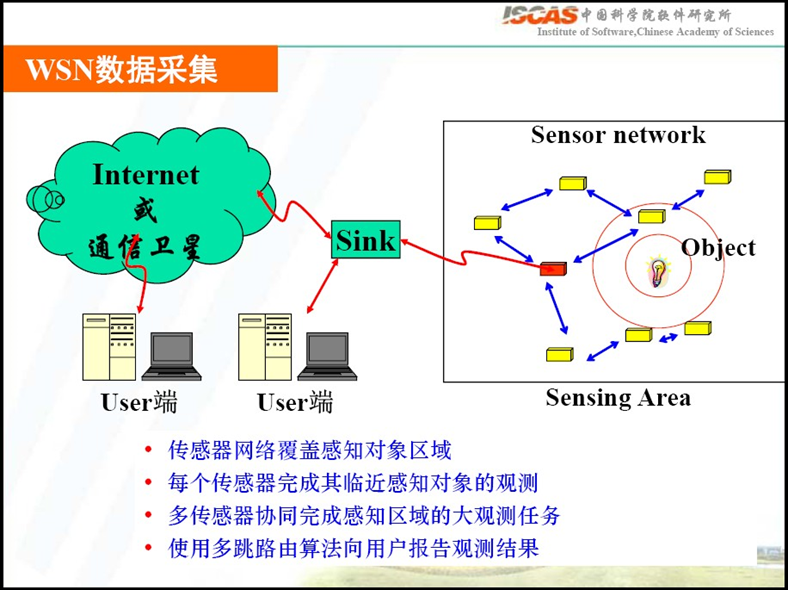 ISCAS 中国科学院软件研究所
Institute of Software,Chinese Academy of Sciences
WSN数据采集
Internet
或
通信卫星
Sink
Sensor network
Object
User端
User端
Sensing Area
• 传感器网络覆盖感知对象区域
• 每个传感器完成其临近感知对象的观测
• 多传感器协同完成感知区域的大观测任务
• 使用多跳路由算法向用户报告观测结果